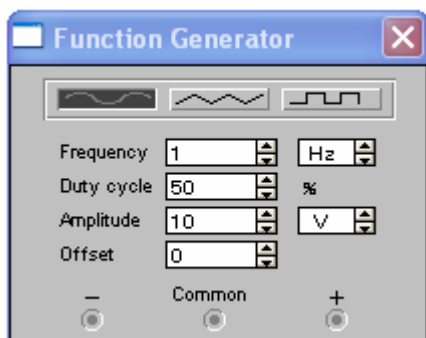 Function Generator
Frequency 1 Hz
Duty cycle 50 %
Amplitude 10 V
Offset 0
− Common +